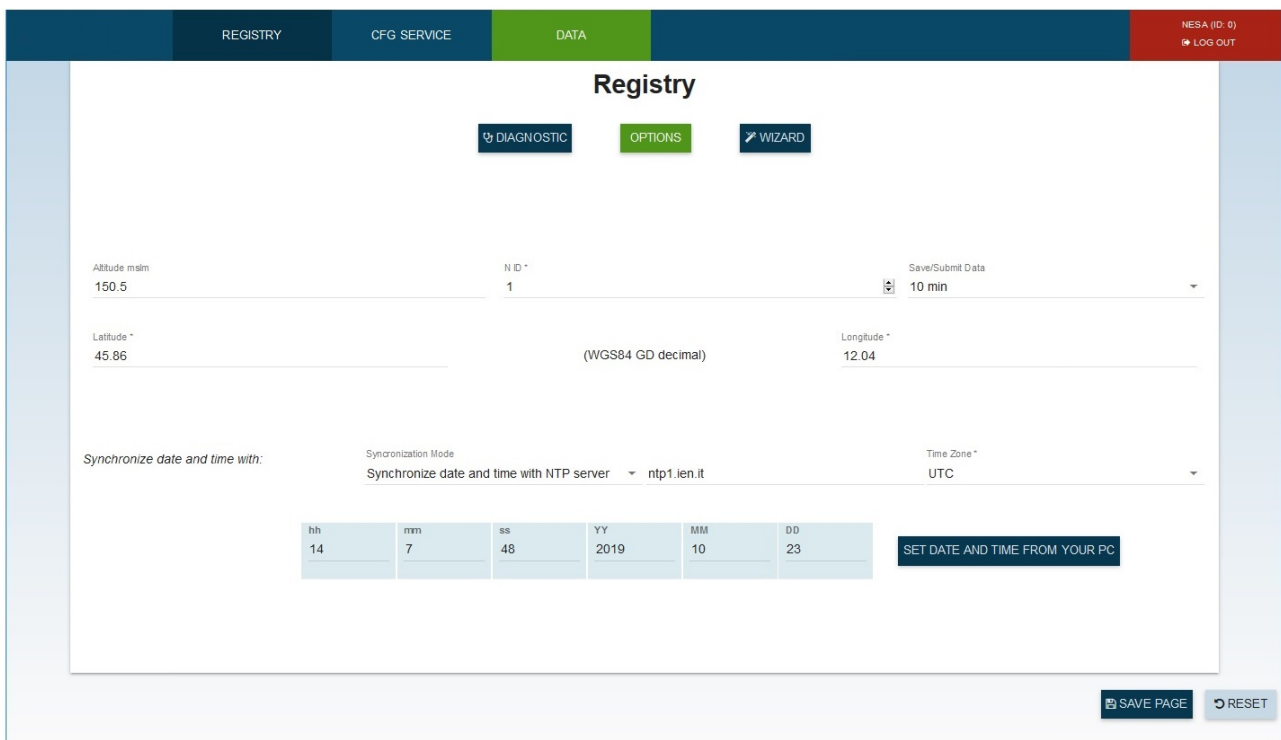 REGISTRY CFG SERVICE DATA NESA (ID: 0)
LOG OUT
Registry
DIAGNOSTIC OPTIONS WIZARD
Altitude mslm N ID * Save/Submit Data
150.5 1 10 min
Latitude * Longitude *
45.86 (WGS84 GD decimal) 12.04
Synchronize date and time with: Syncronization Mode Time Zone *
Synchronize date and time with NTP server ntp1.ien.it UTC
hh mm ss YY MM DD
14 7 48 2019 10 23 SET DATE AND TIME FROM YOUR PC
SAVE PAGE RESET